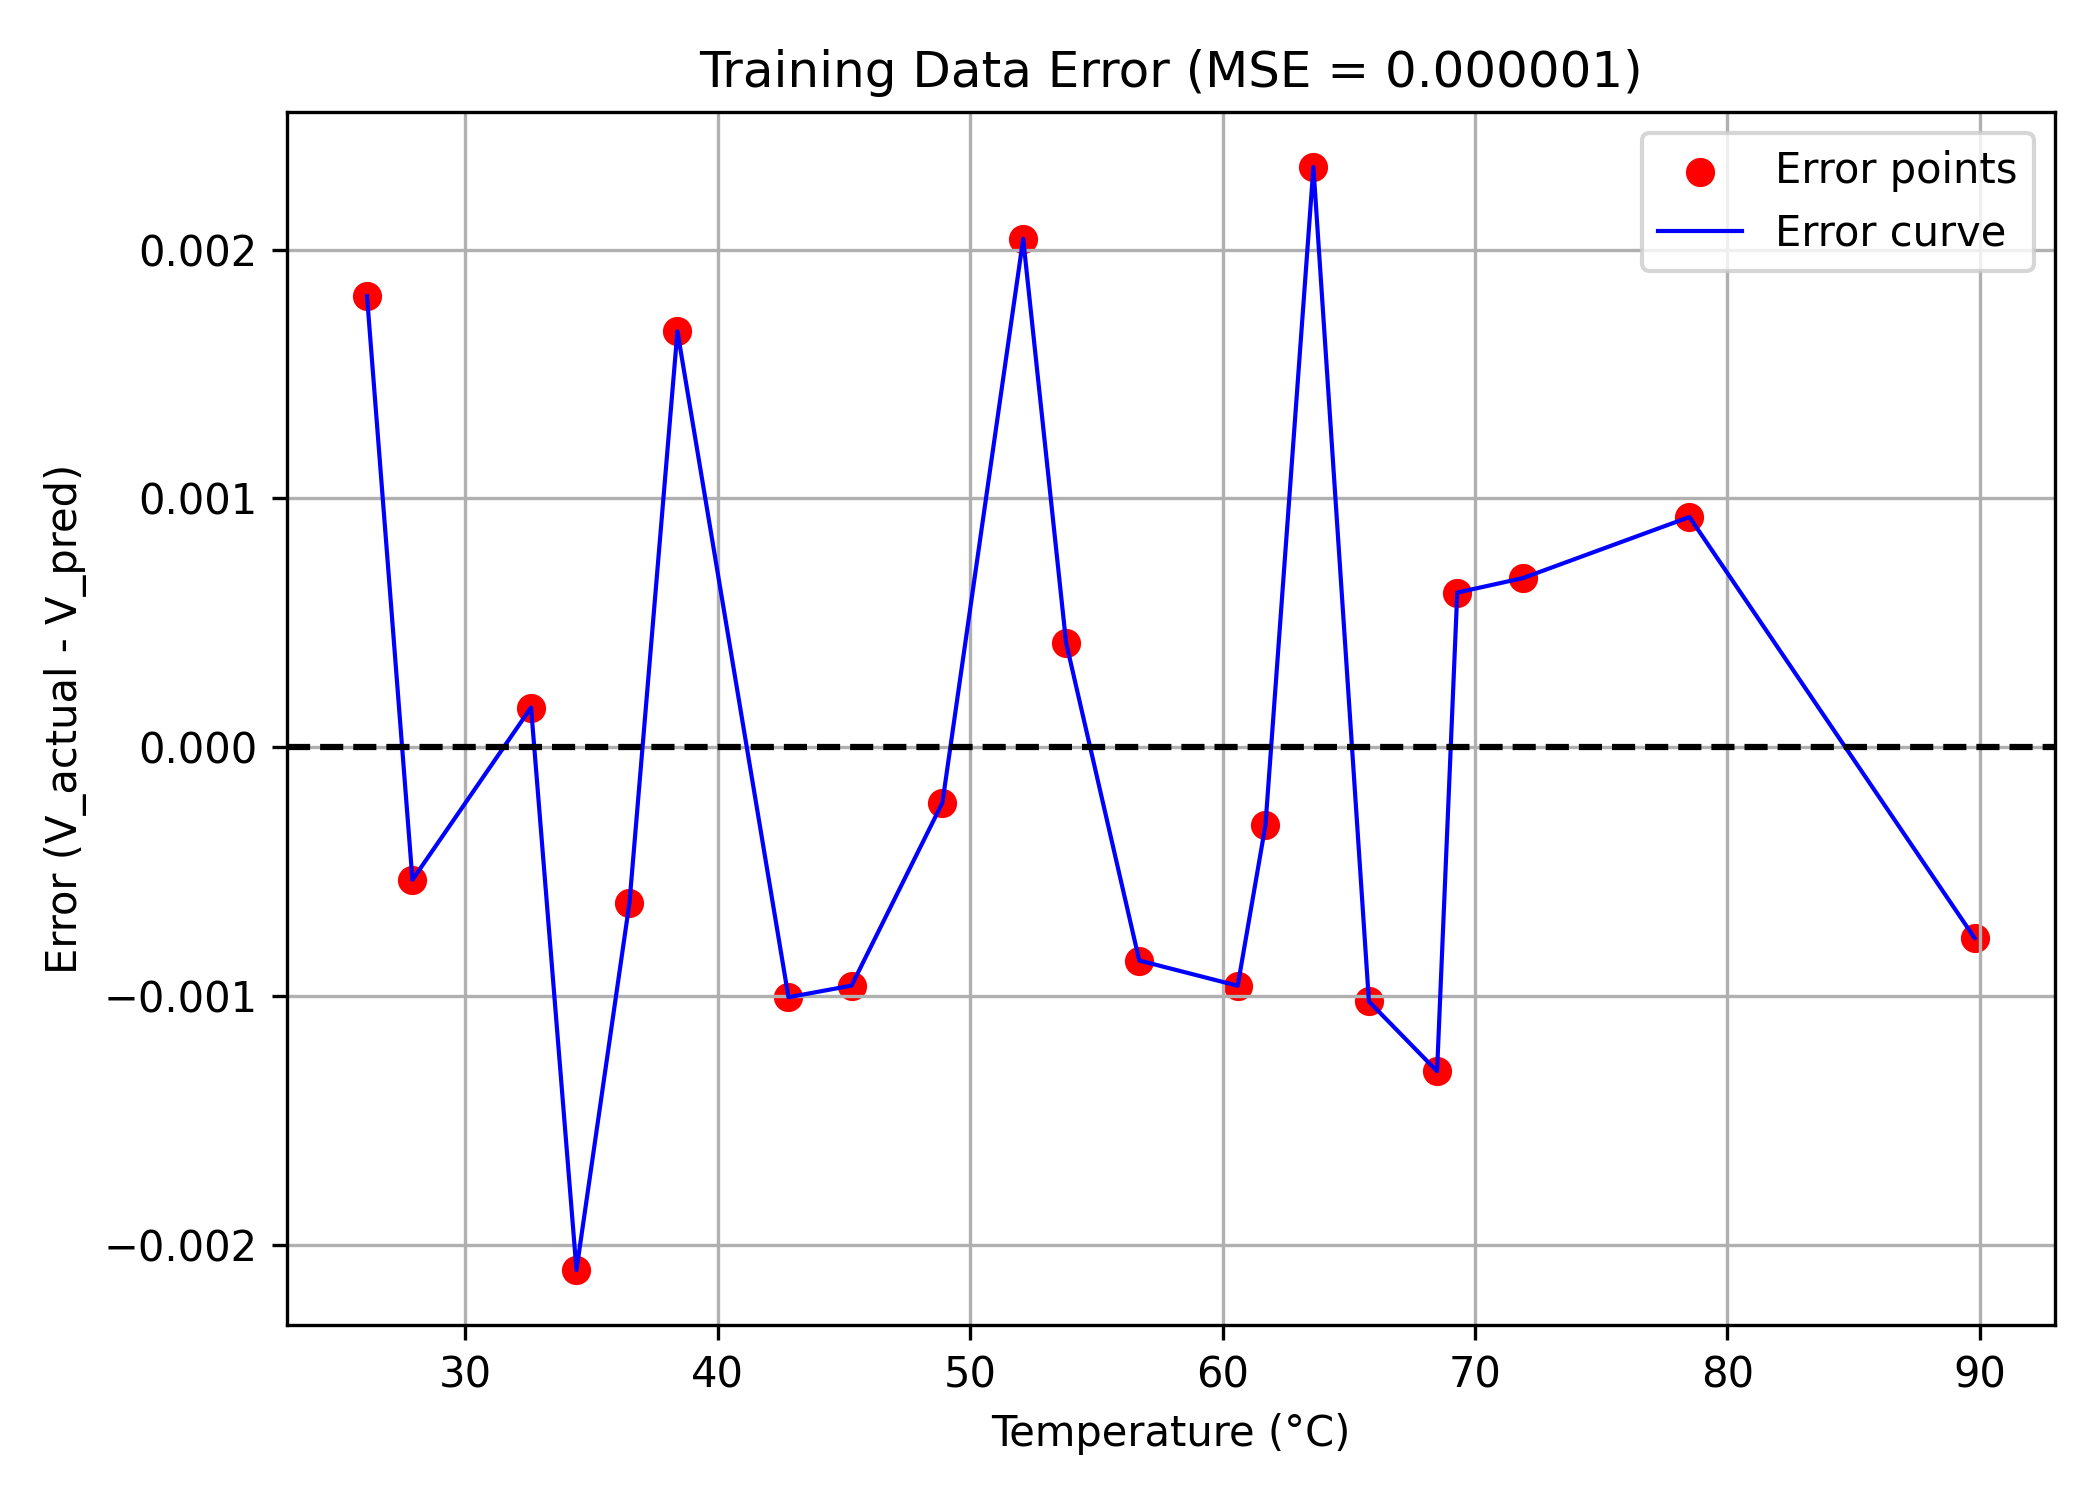 Training Data Error (MSE = 0.000001)
Error points
Error curve
Error (V_actual - V_pred)
0.002
0.001
0.000
−0.001
−0.002
30
40
50
60
70
80
90
Temperature (°C)